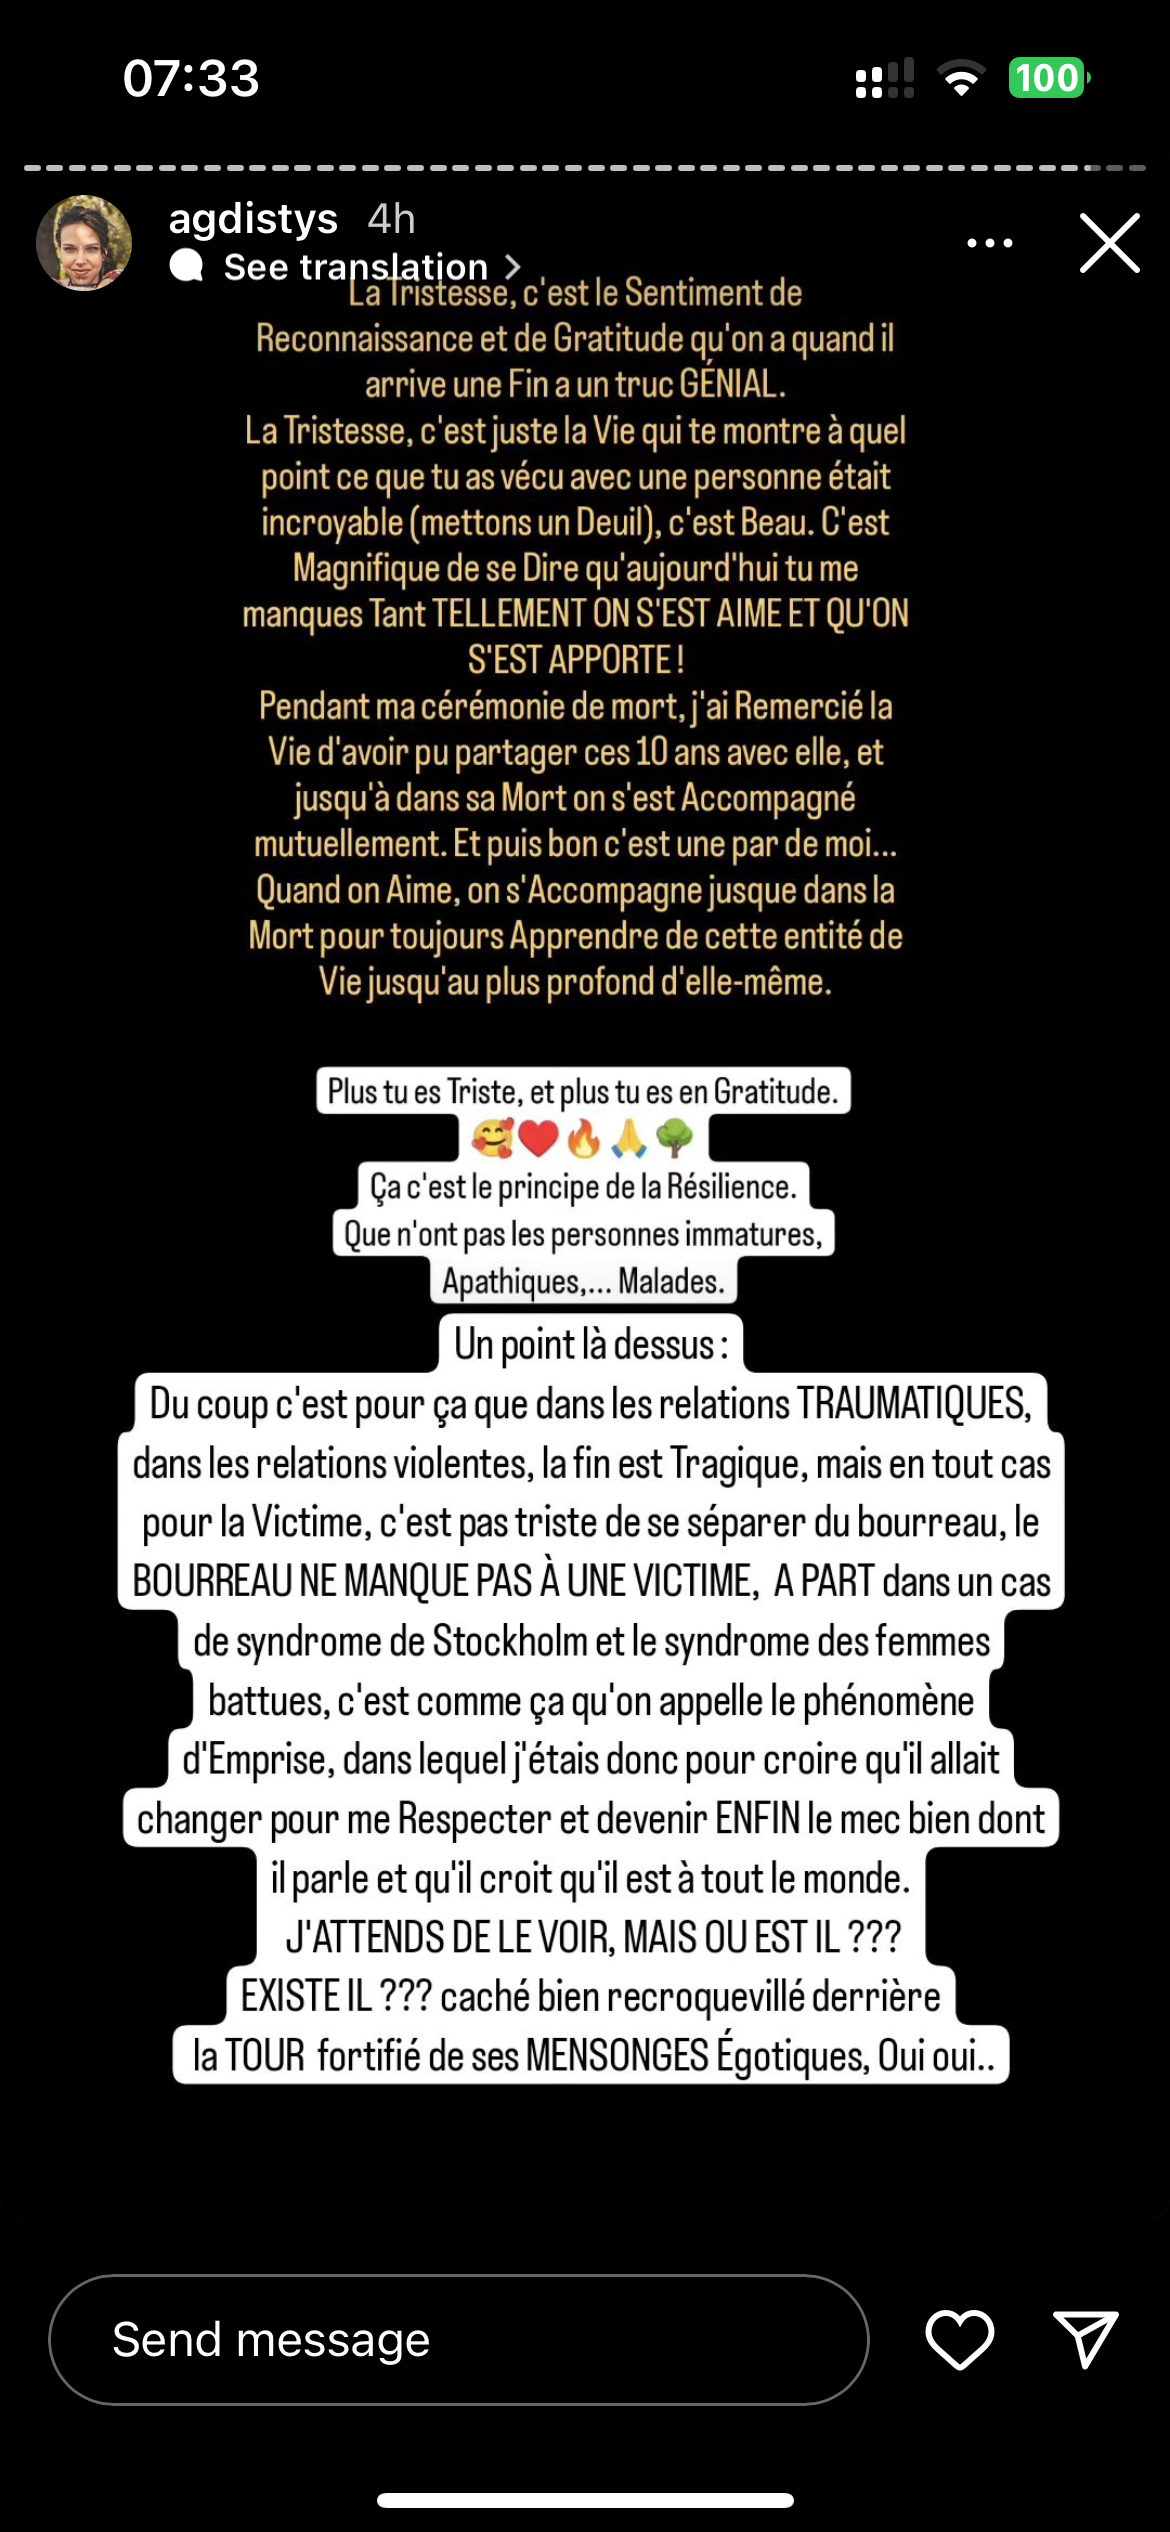 07:33
100
agdistys 4h
See translation
La Tristesse, c'est le Sentiment de
Reconnaissance et de Gratitude qu'on a quand il
arrive une Fin a un truc GÉNIAL.
La Tristesse, c'est juste la Vie qui te montre à quel
point ce que tu as vécu avec une personne était
incroyable (mettons un Deuil), c'est Beau. C'est
Magnifique de se Dire qu'aujourd'hui tu me
manques Tant TELLEMENT ON S'EST AIME ET QU'ON
S'EST APPORTE !
Pendant ma cérémonie de mort, j'ai Remercié la
Vie d'avoir pu partager ces 10 ans avec elle, et
jusqu'à dans sa Mort on s'est Accompagné
mutuellement. Et puis bon c'est une par de moi...
Quand on Aime, on s'Accompagne jusque dans la
Mort pour toujours Apprendre de cette entité de
Vie jusqu'au plus profond d'elle-même.
Plus tu es Triste, et plus tu es en Gratitude.
🥰❤️🔥🙏🌳
Ça c'est le principe de la Résilience.
Que n'ont pas les personnes immatures,
Apathiques,... Malades.
Un point là dessus :
Du coup c'est pour ça que dans les relations TRAUMATIQUES,
dans les relations violentes, la fin est Tragique, mais en tout cas
pour la Victime, c'est pas triste de se séparer du bourreau, le
BOURREAU NE MANQUE PAS À UNE VICTIME, A PART dans un cas
de syndrome de Stockholm et le syndrome des femmes
battues, c'est comme ça qu'on appelle le phénomène
d'Emprise, dans lequel j'étais donc pour croire qu'il allait
changer pour me Respecter et devenir ENFIN le mec bien dont
il parle et qu'il croit qu'il est à tout le monde.
J'ATTENDS DE LE VOIR, MAIS OU EST IL ???
EXISTE IL ??? caché bien recroquevillé derrière
la TOUR fortifié de ses MENSONGES Égotiques, Oui oui..
Send message